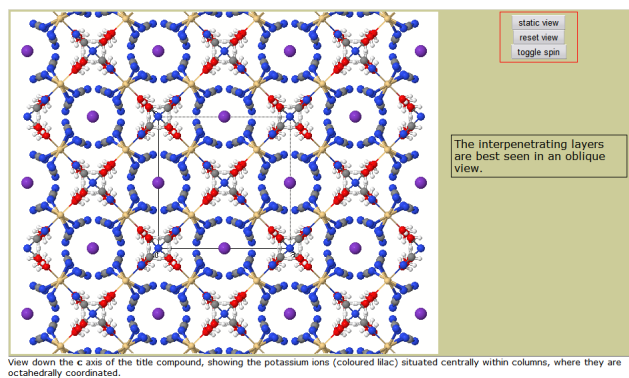 static view
reset view
toggle spin
The interpenetrating layers
are best seen in an oblique
view.
View down the c axis of the title compound, showing the potassium ions (coloured lilac) situated centrally within columns, where they are
octahedrally coordinated.